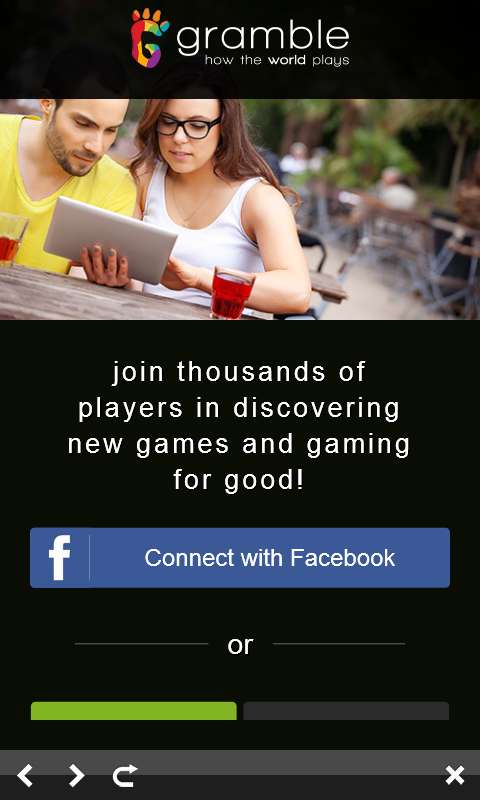 gramble
how the world plays
join thousands of
players in discovering
new games and gaming
for good!
f
Connect with Facebook
or